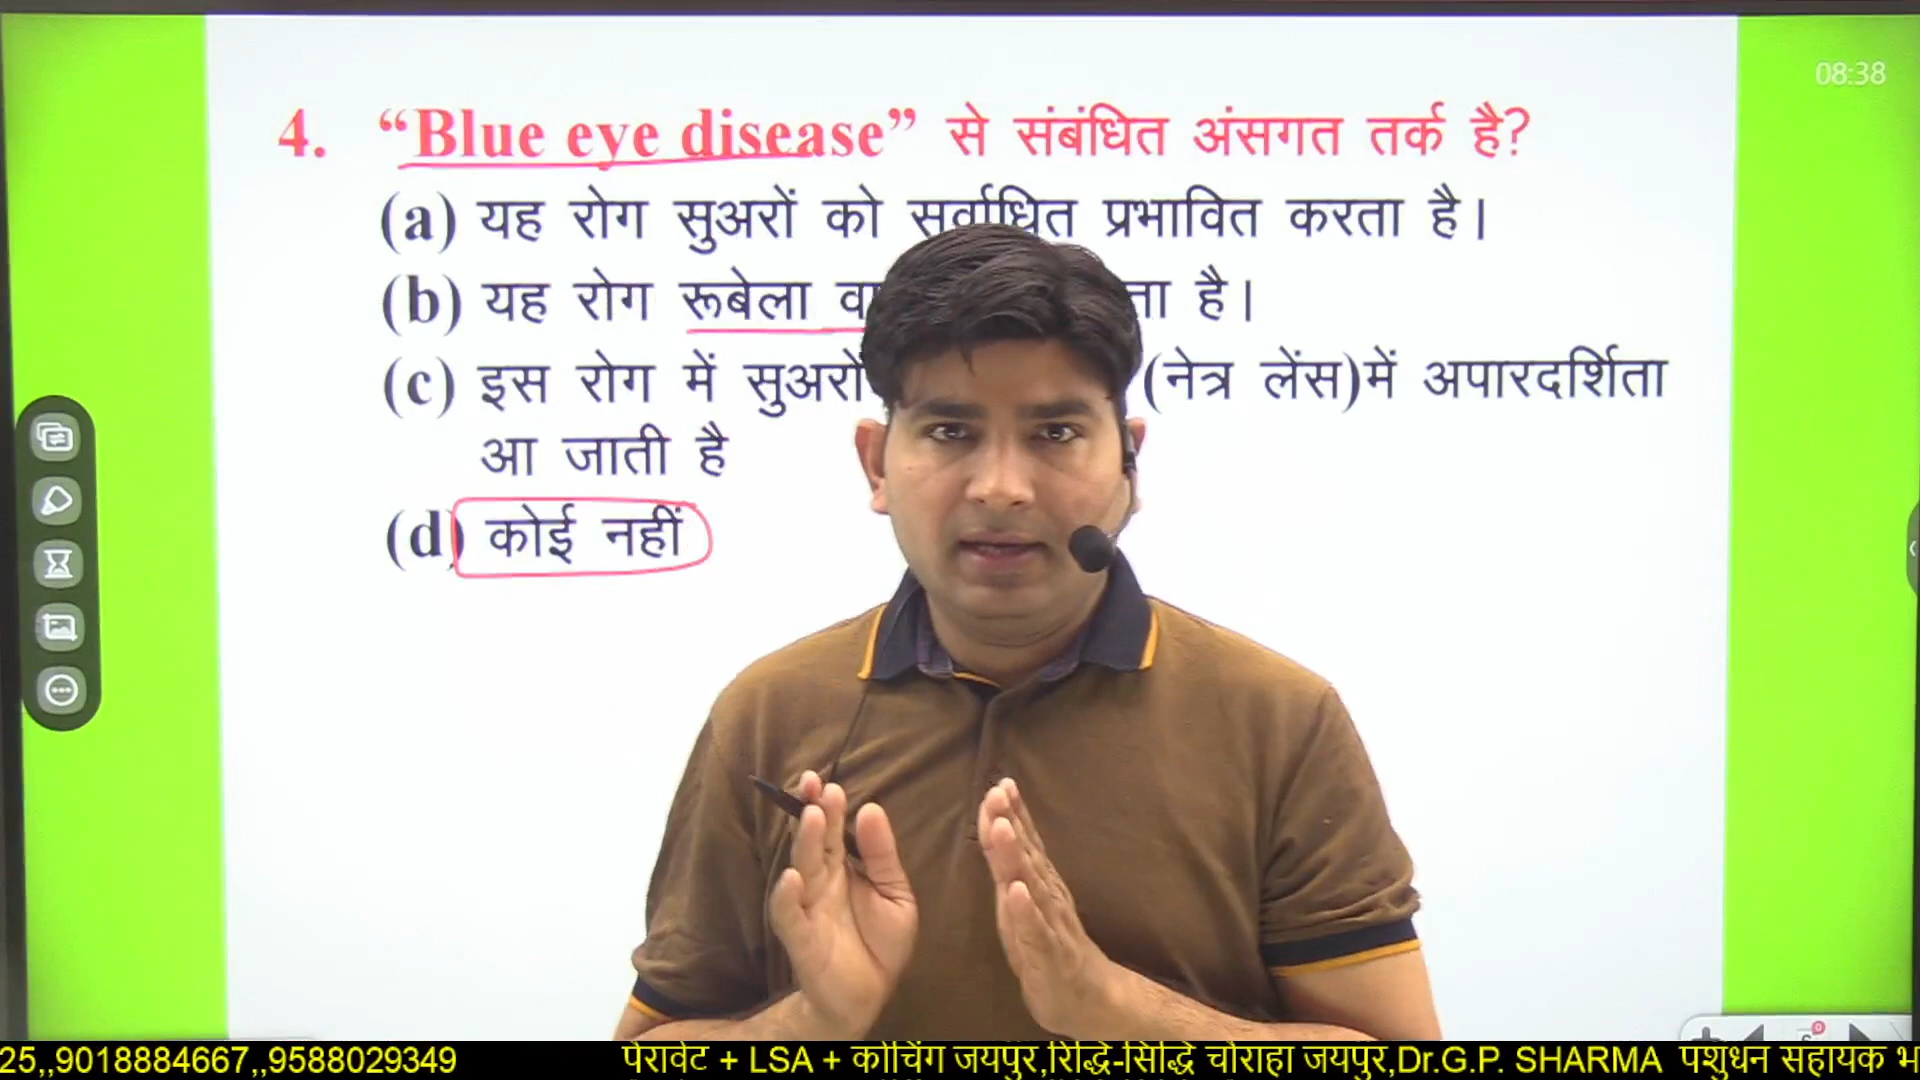 08:38
4. “Blue eye disease” से संबंधित अंसगत तर्क है?
(a) यह रोग सुअरों को सर्वाधित प्रभावित करता है।
(b) यह रोग रूबेला है।
(c) इस रोग में सुअरों (नेत्र लेंस)में अपारदर्शिता
आ जाती है
(d) कोई नहीं
25,,9018884667,,9588029349 पेरावेट + LSA + कोचिंग जयपुर,रिद्धि-सिद्धि चौराहा जयपुर,Dr.G.P. SHARMA पशुधन सहायक